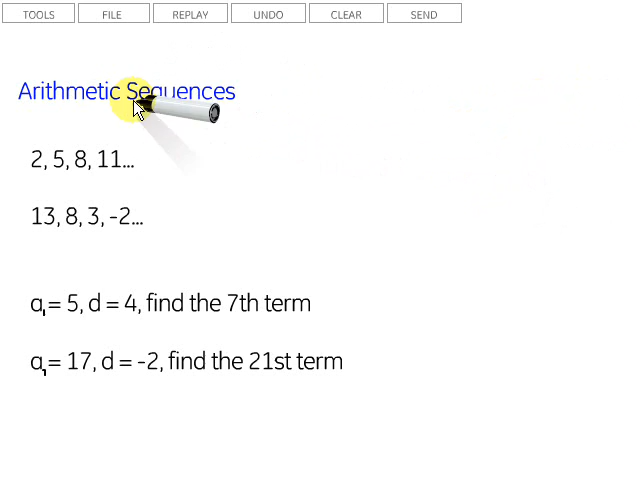 TOOLS FILE REPLAY UNDO CLEAR SEND
Arithmetic Sequences
2, 5, 8, 11...
13, 8, 3, -2...
a₁= 5, d = 4, find the 7th term
a₁= 17, d = -2, find the 21st term